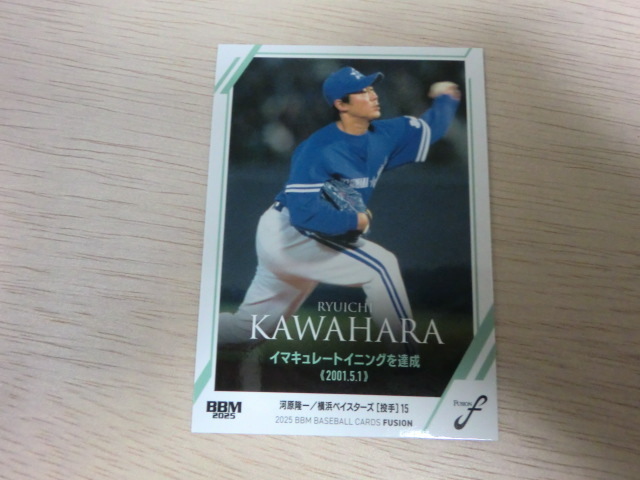 RYUICHI
KAWAHARA
イマキュレートイニングを達成
《2001.5.1》
BBM
2025
河原隆一／横浜ベイスターズ [投手] 15
2025 BBM BASEBALL CARDS FUSION
FUSION
f